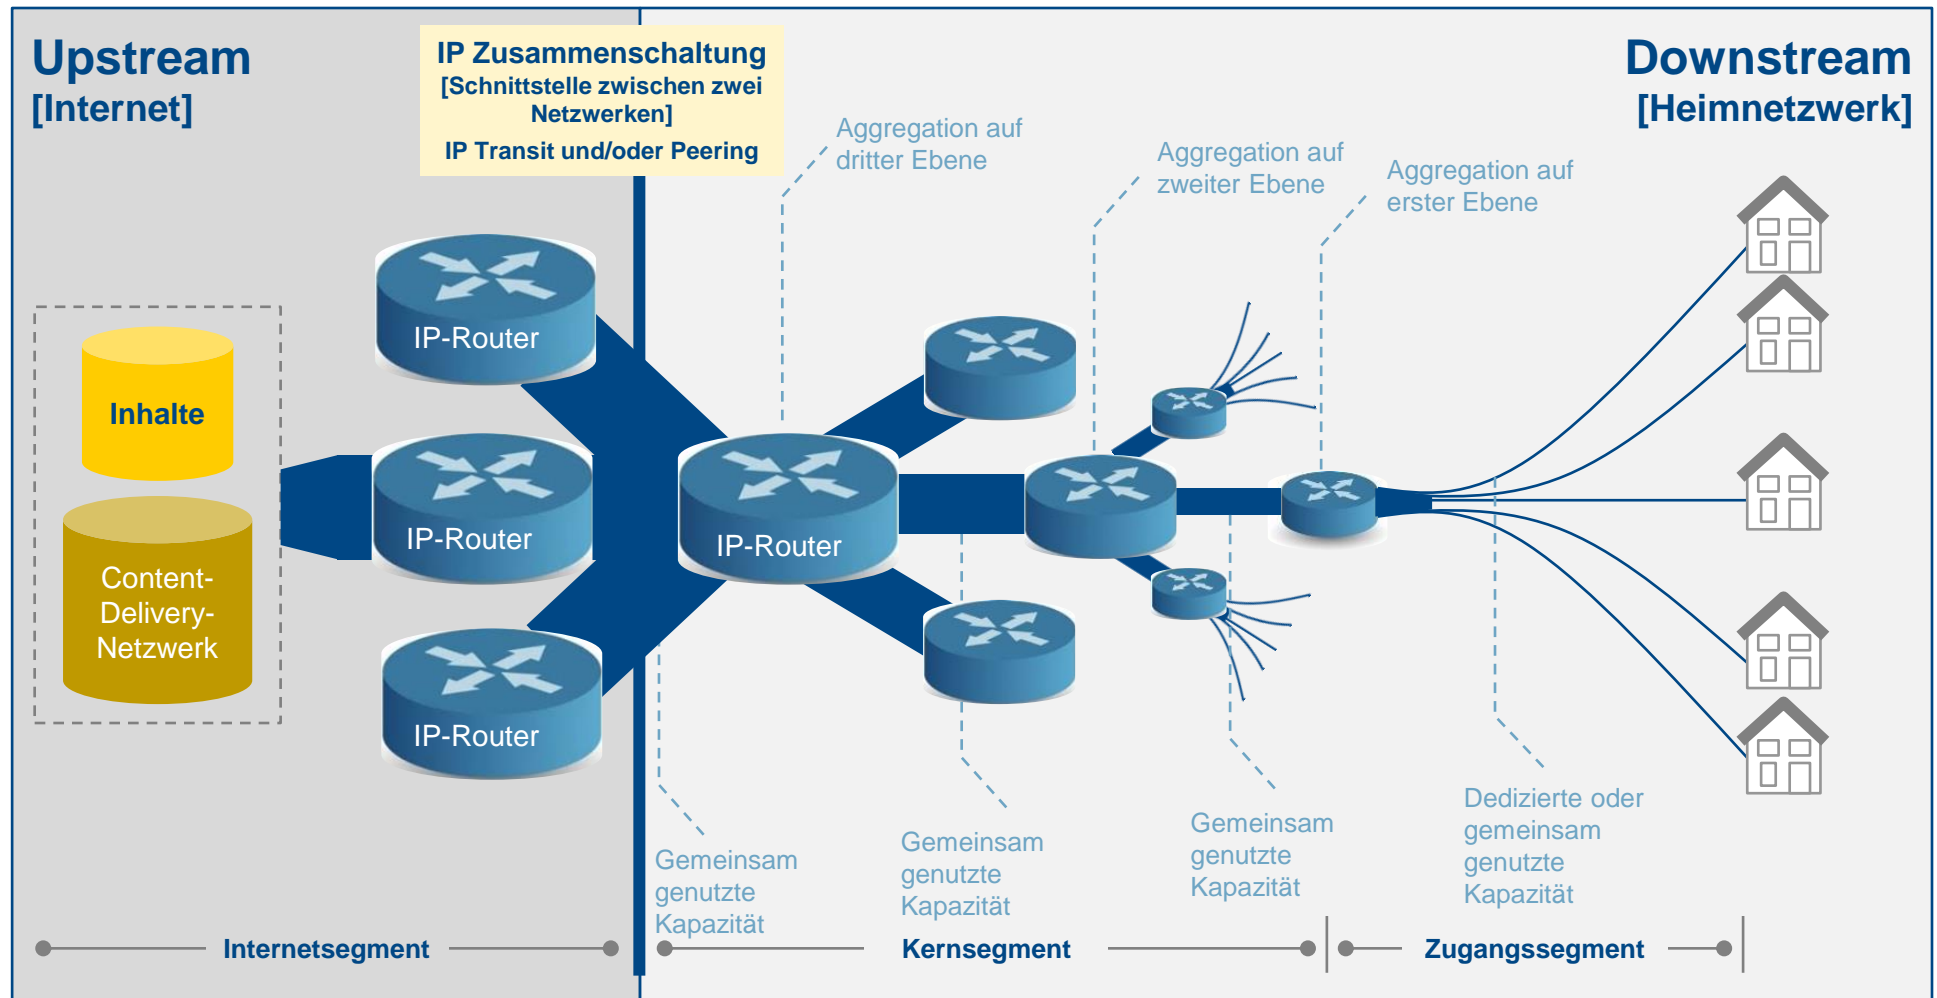 Upstream
[Internet]
IP Zusammenschaltung
[Schnittstelle zwischen zwei
Netzwerken]
IP Transit und/oder Peering
Downstream
[Heimnetzwerk]
Aggregation auf
dritter Ebene
Aggregation auf
zweiter Ebene
Aggregation auf
erster Ebene
IP-Router
Inhalte
IP-Router
IP-Router
Content-
Delivery-
Netzwerk
IP-Router
Gemeinsam
genutzte
Kapazität
Gemeinsam
genutzte
Kapazität
Gemeinsam
genutzte
Kapazität
Dedizierte oder
gemeinsam
genutzte
Kapazität
Internetsegment
Kernsegment
Zugangssegment